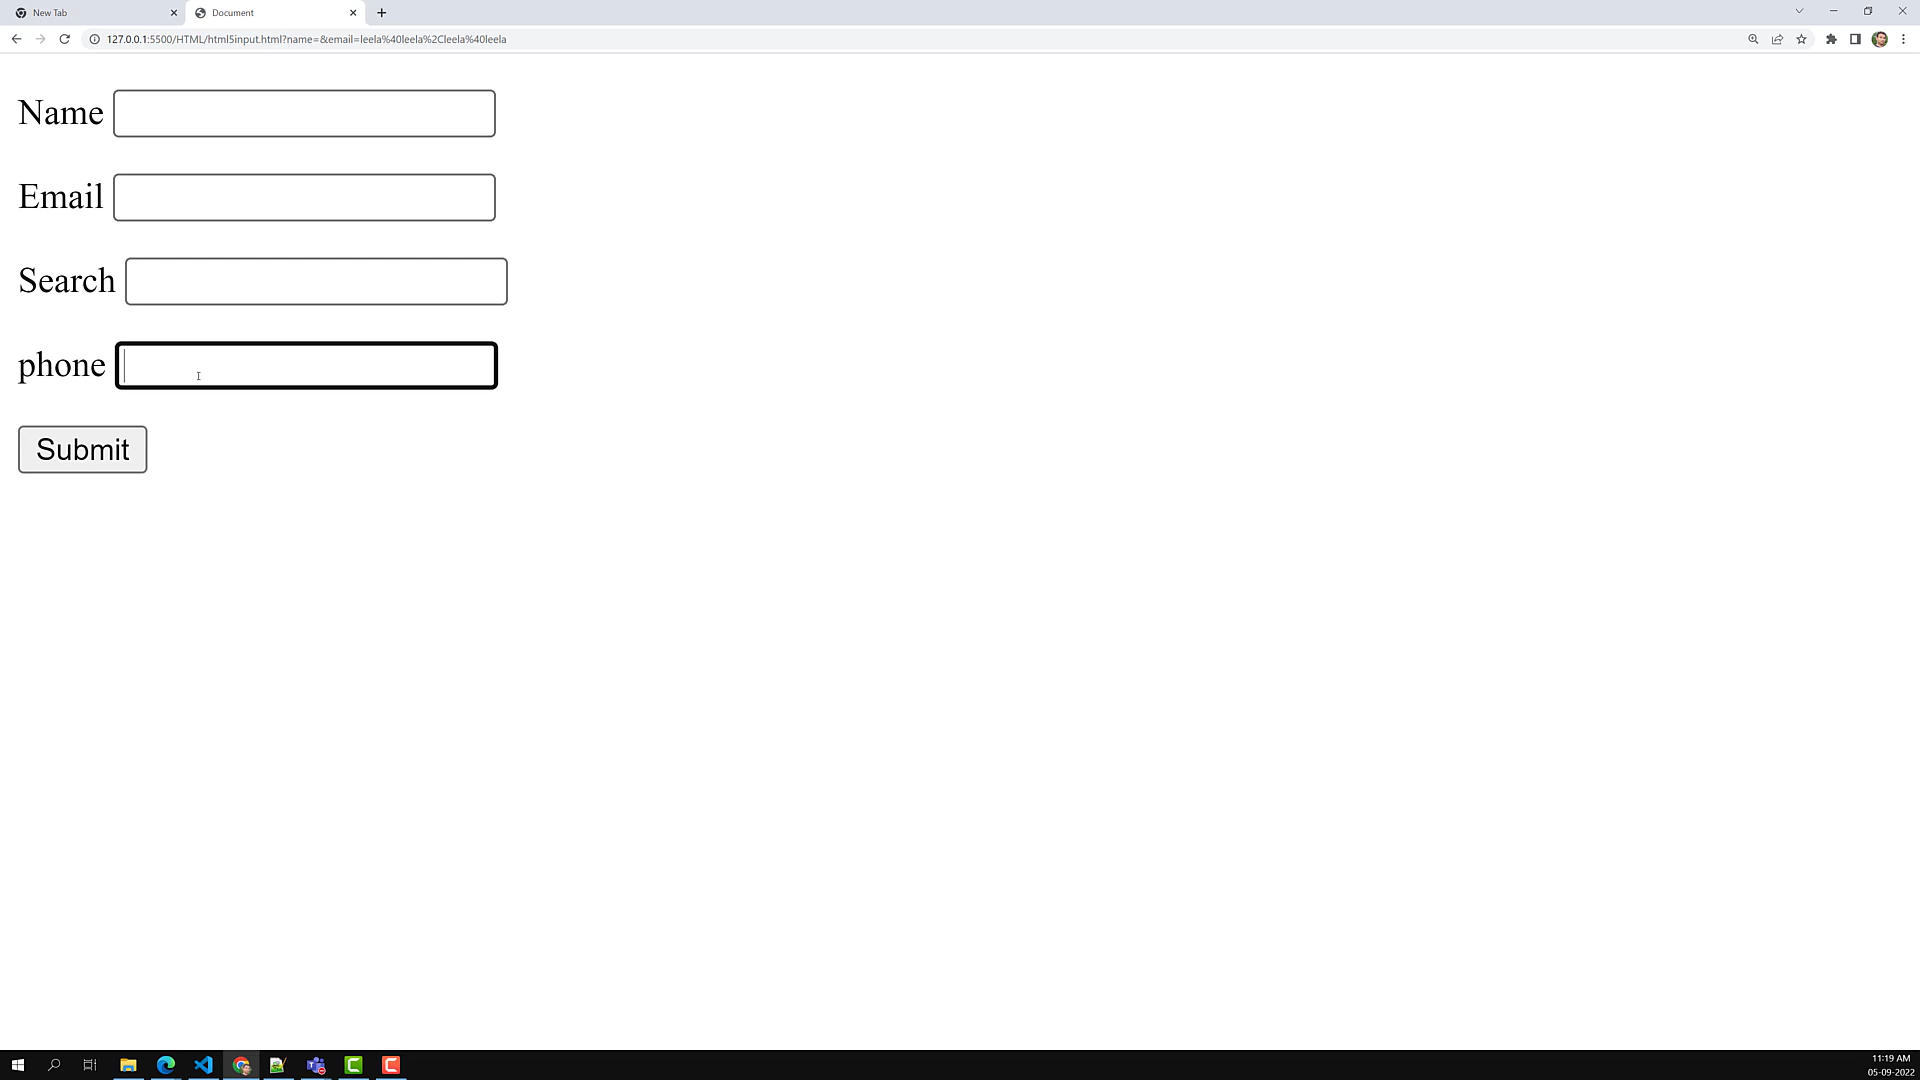 New Tab
Document
127.0.0.1:5500/HTML/html5input.html?name=&email=leela%40leela%2Cleela%40leela
Name
Email
Search
phone
Submit
11:19 AM
05-09-2022